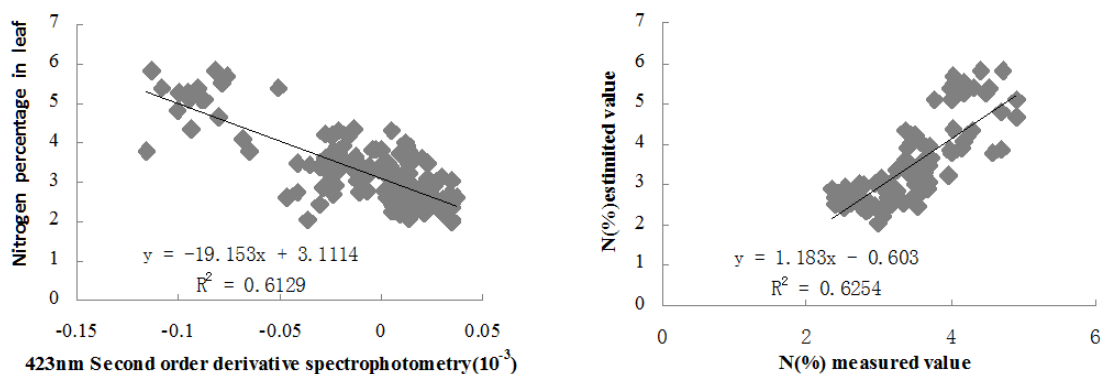 Nitrogen percentage in leaf
7
6
5
4
3
2
1
0
y = -19.153x + 3.1114
R² = 0.6129
-0.15 -0.1 -0.05 0 0.05
423nm Second order derivative spectrophotometry(10⁻³)
N(%)estimited value
7
6
5
4
3
2
1
0
y = 1.183x - 0.603
R² = 0.6254
0 2 4 6
N(%) measured value